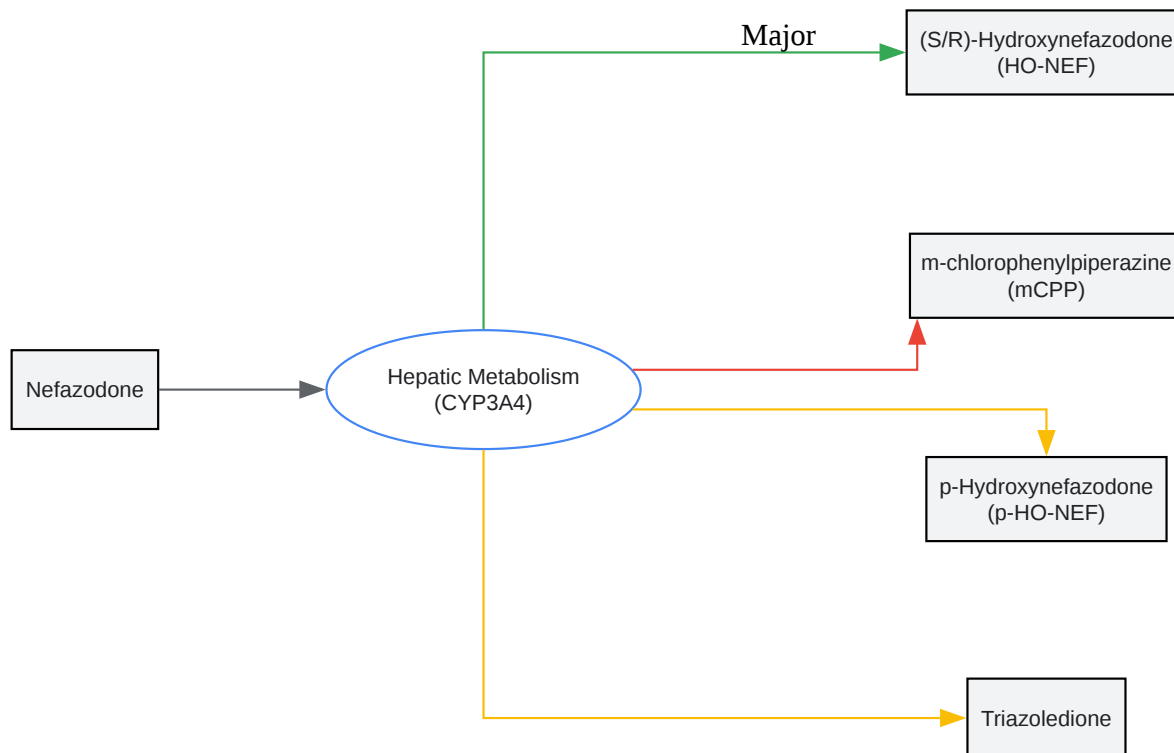 Major
(S/R)-Hydroxynefazodone
(HO-NEF)
m-chlorophenylpiperazine
(mCPP)
Nefazodone
Hepatic Metabolism
(CYP3A4)
p-Hydroxynefazodone
(p-HO-NEF)
Triazoledione